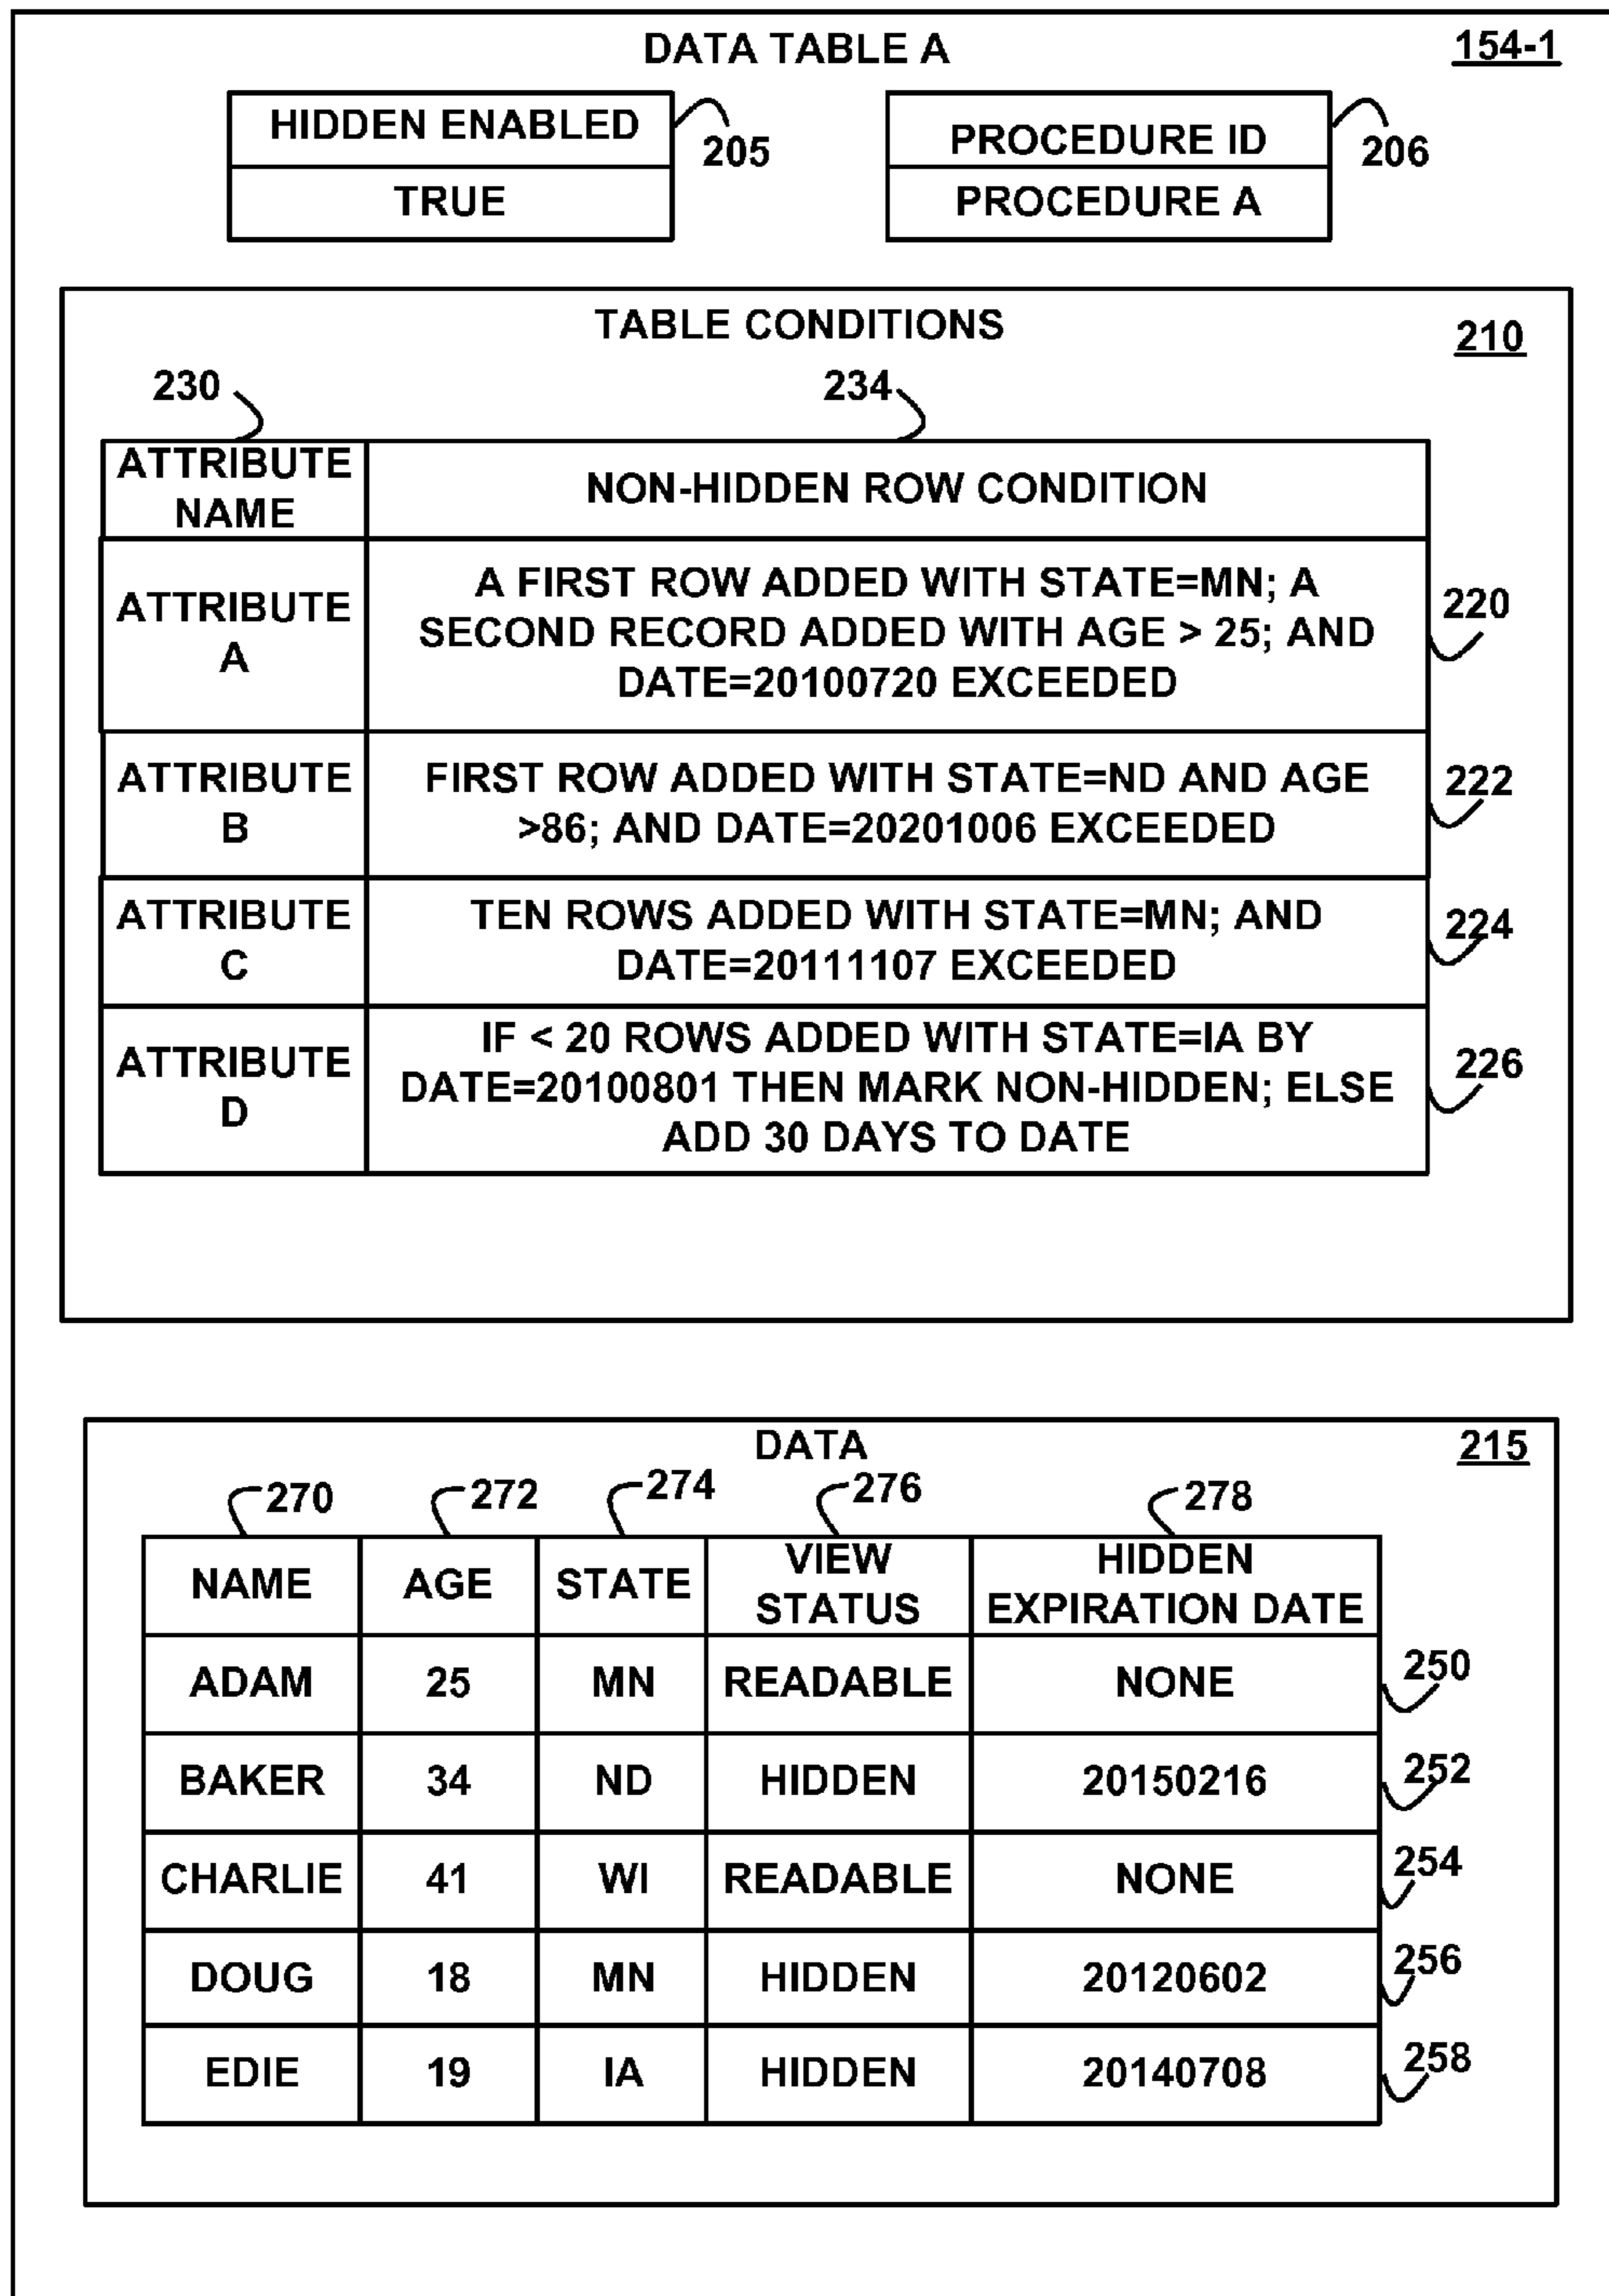 DATA TABLE A
154-1
HIDDEN ENABLED
205
TRUE
PROCEDURE ID
206
PROCEDURE A
TABLE CONDITIONS
210
230
234
ATTRIBUTE
NAME
NON-HIDDEN ROW CONDITION
ATTRIBUTE
A
A FIRST ROW ADDED WITH STATE=MN; A
SECOND RECORD ADDED WITH AGE > 25; AND
DATE=20100720 EXCEEDED
220
ATTRIBUTE
B
FIRST ROW ADDED WITH STATE=ND AND AGE
>86; AND DATE=20201006 EXCEEDED
222
ATTRIBUTE
C
TEN ROWS ADDED WITH STATE=MN; AND
DATE=20111107 EXCEEDED
224
ATTRIBUTE
D
IF < 20 ROWS ADDED WITH STATE=IA BY
DATE=20100801 THEN MARK NON-HIDDEN; ELSE
ADD 30 DAYS TO DATE
226
DATA
215
270 272 274 276 278
NAME AGE STATE VIEW STATUS HIDDEN EXPIRATION DATE
ADAM 25 MN READABLE NONE 250
BAKER 34 ND HIDDEN 20150216 252
CHARLIE 41 WI READABLE NONE 254
DOUG 18 MN HIDDEN 20120602 256
EDIE 19 IA HIDDEN 20140708 258